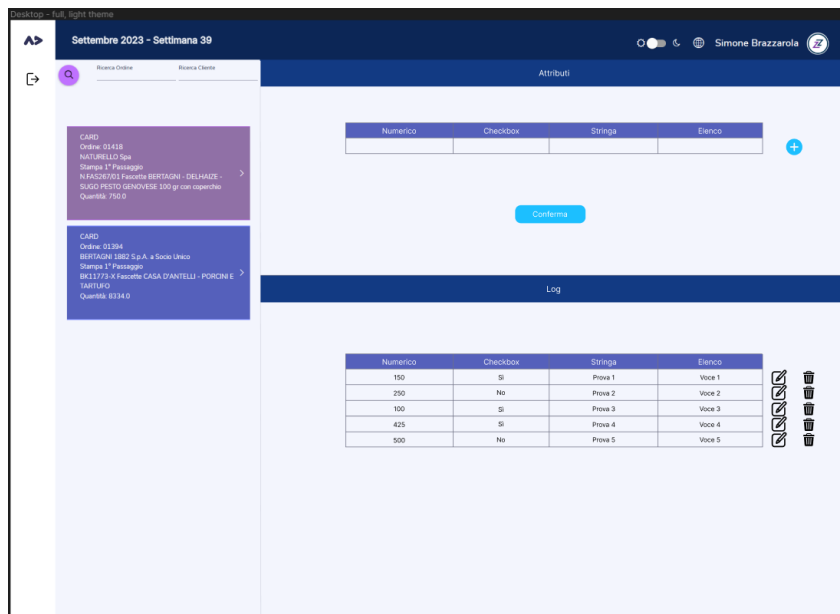 Desktop - full, light theme
Settembre 2023 - Settimana 39
Simone Brazzarola
Ricerca Ordine
Ricerca Cliente
CARD
Ordine: 01418
NATURELLO Spa
Stampa 1° Passaggio
N.FAS267/01 Fascette BERTAGNI - DELHAIZE -
SUGO PESTO GENOVESE 100 gr con coperchio
Quantità: 750.0
CARD
Ordine: 01394
BERTAGNI 1882 S.p.A. a Socio Unico
Stampa 1° Passaggio
BK11773-X Fascette CASA D'ANTELLI - PORCINI E
TARTUFO
Quantità: 8334.0
Attributi
Numerico Checkbox Stringa Elenco
Conferma
Log
Numerico Checkbox Stringa Elenco
150 Sì Prova 1 Voce 1
250 No Prova 2 Voce 2
100 Sì Prova 3 Voce 3
425 Sì Prova 4 Voce 4
500 No Prova 5 Voce 5